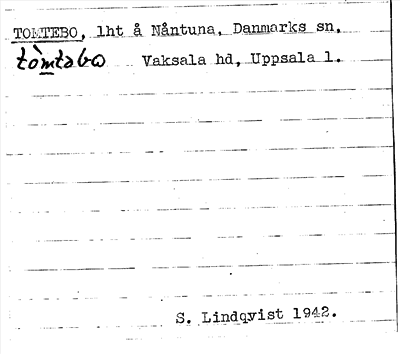 TOMTEBO, lht å Nåntuna, Danmarks sn,
tòmtabo Vaksala hd, Uppsala l.
S. Lindqvist 1942.